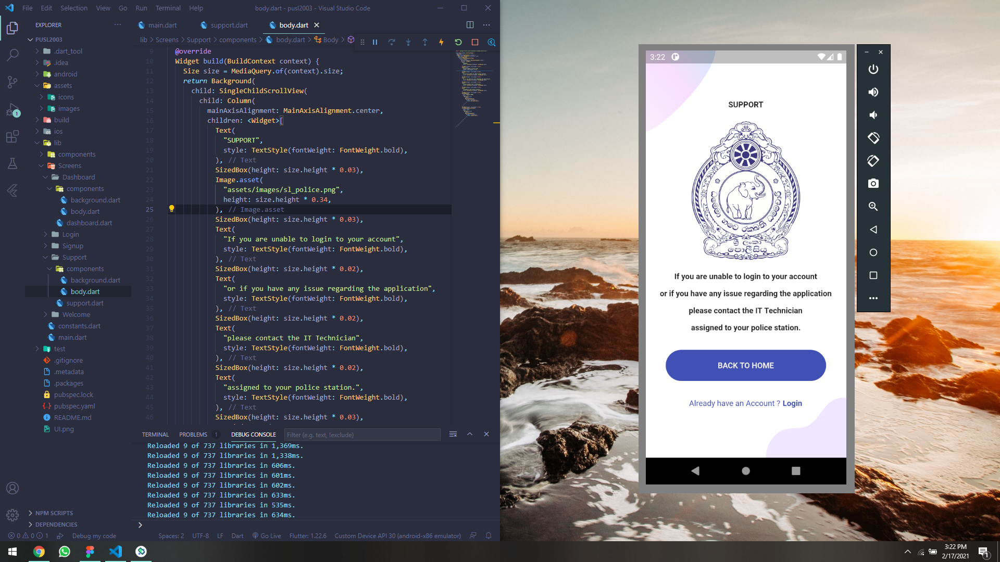 File Edit Selection View Go Run Terminal Help
body.dart - pusl2003 - Visual Studio Code
EXPLORER
PUSL2003
.dart_tool
.idea
android
assets
icons
images
build
ios
lib
components
Screens
Dashboard
components
background.dart
body.dart
dashboard.dart
Login
Signup
Support
components
background.dart
body.dart
support.dart
Welcome
constants.dart
main.dart
test
.gitignore
.metadata
.packages
pubspec.lock
pubspec.yaml
README.md
UI.png
NPM SCRIPTS
DEPENDENCIES
main.dart support.dart body.dart
lib > Screens > Support > components > body.dart > Body >
9 @override
10 Widget build(BuildContext context) {
11 Size size = MediaQuery.of(context).size;
12 return Background(
13 child: SingleChildScrollView(
14 child: Column(
15 mainAxisAlignment: MainAxisAlignment.center,
16 children: <Widget>[
17 Text(
18 "SUPPORT",
19 style: TextStyle(fontWeight: FontWeight.bold),
20 ), // Text
21 SizedBox(height: size.height * 0.03),
22 Image.asset(
23 "assets/images/sl_police.png",
24 height: size.height * 0.34,
25 ), // Image.asset
26 SizedBox(height: size.height * 0.03),
27 Text(
28 "If you are unable to login to your account",
29 style: TextStyle(fontWeight: FontWeight.bold),
30 ), // Text
31 SizedBox(height: size.height * 0.02),
32 Text(
33 "or if you have any issue regarding the application",
34 style: TextStyle(fontWeight: FontWeight.bold),
35 ), // Text
36 SizedBox(height: size.height * 0.02),
37 Text(
38 "please contact the IT Technician",
39 style: TextStyle(fontWeight: FontWeight.bold),
40 ), // Text
41 SizedBox(height: size.height * 0.02),
42 Text(
43 "assigned to your police station.",
44 style: TextStyle(fontWeight: FontWeight.bold),
45 ), // Text
46 SizedBox(height: size.height * 0.03),
TERMINAL PROBLEMS 1 DEBUG CONSOLE Filter (e.g. text, !exclude)
Reloaded 9 of 737 libraries in 1,369ms.
Reloaded 9 of 737 libraries in 1,338ms.
Reloaded 9 of 737 libraries in 606ms.
Reloaded 9 of 737 libraries in 601ms.
Reloaded 9 of 737 libraries in 602ms.
Reloaded 9 of 737 libraries in 633ms.
Reloaded 9 of 737 libraries in 535ms.
Reloaded 9 of 737 libraries in 634ms.
0 0 1 Debug my code Spaces: 2 UTF-8 LF Dart Go Live Flutter: 1.22.6 Custom Device API 30 (android-x86 emulator)
3:22
SUPPORT
ශ්‍රී ලංකා
පොලීසිය
If you are unable to login to your account
or if you have any issue regarding the application
please contact the IT Technician
assigned to your police station.
BACK TO HOME
Already have an Account ? Login
3:22 PM
2/17/2021
1